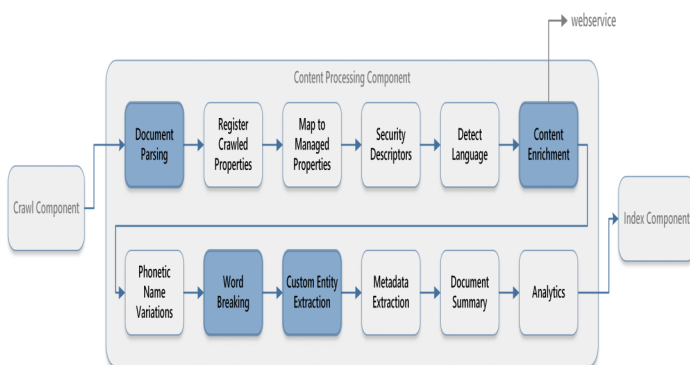 webservice
Content Processing Component
Document
Parsing
Register
Crawled
Properties
Map to
Managed
Properties
Security
Descriptors
Detect
Language
Content
Enrichment
Crawl Component
Index Component
Phonetic
Name
Variations
Word
Breaking
Custom Entity
Extraction
Metadata
Extraction
Document
Summary
Analytics